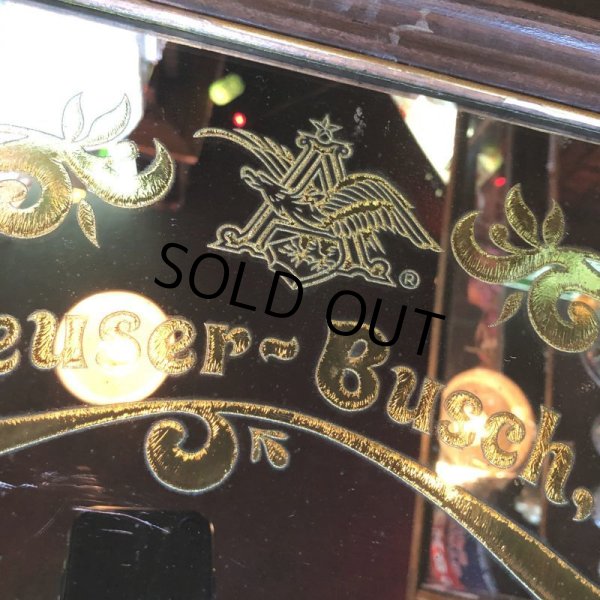 ®
SOLD OUT
euser-Busch,